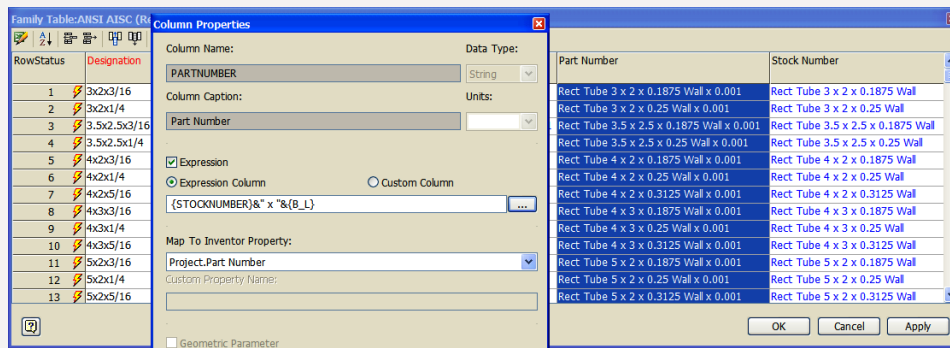 Family Table:ANSI AISC (Re
Column Properties
RowStatus
Designation
1 3x2x3/16
2 3x2x1/4
3 3.5x2.5x3/16
4 3.5x2.5x1/4
5 4x2x3/16
6 4x2x1/4
7 4x2x5/16
8 4x3x3/16
9 4x3x1/4
10 4x3x5/16
11 5x2x3/16
12 5x2x1/4
13 5x2x5/16
Column Name:
Data Type:
PARTNUMBER
String
Column Caption:
Units:
Part Number
Expression
Expression Column
Custom Column
{STOCKNUMBER}&" x "&{B_L}
...
Map To Inventor Property:
Project.Part Number
Custom Property Name:
Geometric Parameter
Part Number
Stock Number
Rect Tube 3 x 2 x 0.1875 Wall x 0.001
Rect Tube 3 x 2 x 0.1875 Wall
Rect Tube 3 x 2 x 0.25 Wall x 0.001
Rect Tube 3 x 2 x 0.25 Wall
Rect Tube 3.5 x 2.5 x 0.1875 Wall x 0.001
Rect Tube 3.5 x 2.5 x 0.1875 Wall
Rect Tube 3.5 x 2.5 x 0.25 Wall x 0.001
Rect Tube 3.5 x 2.5 x 0.25 Wall
Rect Tube 4 x 2 x 0.1875 Wall x 0.001
Rect Tube 4 x 2 x 0.1875 Wall
Rect Tube 4 x 2 x 0.25 Wall x 0.001
Rect Tube 4 x 2 x 0.25 Wall
Rect Tube 4 x 2 x 0.3125 Wall x 0.001
Rect Tube 4 x 2 x 0.3125 Wall
Rect Tube 4 x 3 x 0.1875 Wall x 0.001
Rect Tube 4 x 3 x 0.1875 Wall
Rect Tube 4 x 3 x 0.25 Wall x 0.001
Rect Tube 4 x 3 x 0.25 Wall
Rect Tube 4 x 3 x 0.3125 Wall x 0.001
Rect Tube 4 x 3 x 0.3125 Wall
Rect Tube 5 x 2 x 0.1875 Wall x 0.001
Rect Tube 5 x 2 x 0.1875 Wall
Rect Tube 5 x 2 x 0.25 Wall x 0.001
Rect Tube 5 x 2 x 0.25 Wall
Rect Tube 5 x 2 x 0.3125 Wall x 0.001
Rect Tube 5 x 2 x 0.3125 Wall
OK
Cancel
Apply